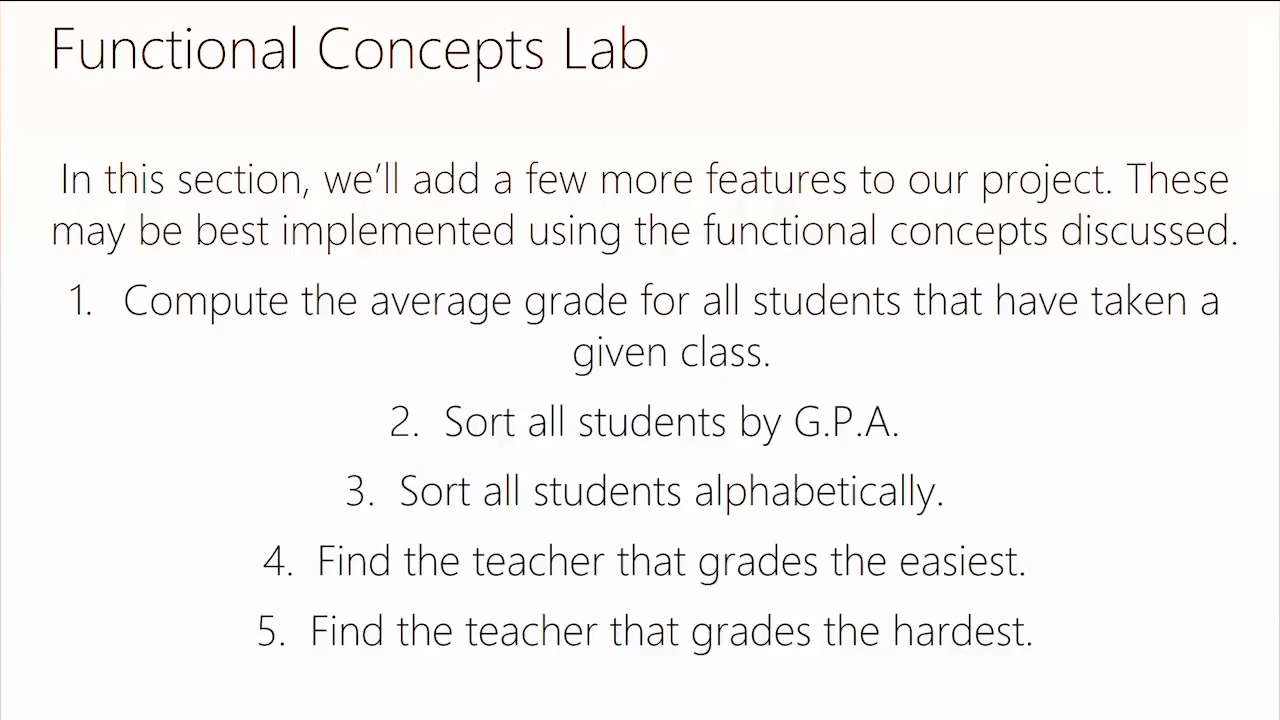 Functional Concepts Lab
In this section, we'll add a few more features to our project. These
may be best implemented using the functional concepts discussed.
1. Compute the average grade for all students that have taken a
given class.
2. Sort all students by G.P.A.
3. Sort all students alphabetically.
4. Find the teacher that grades the easiest.
5. Find the teacher that grades the hardest.